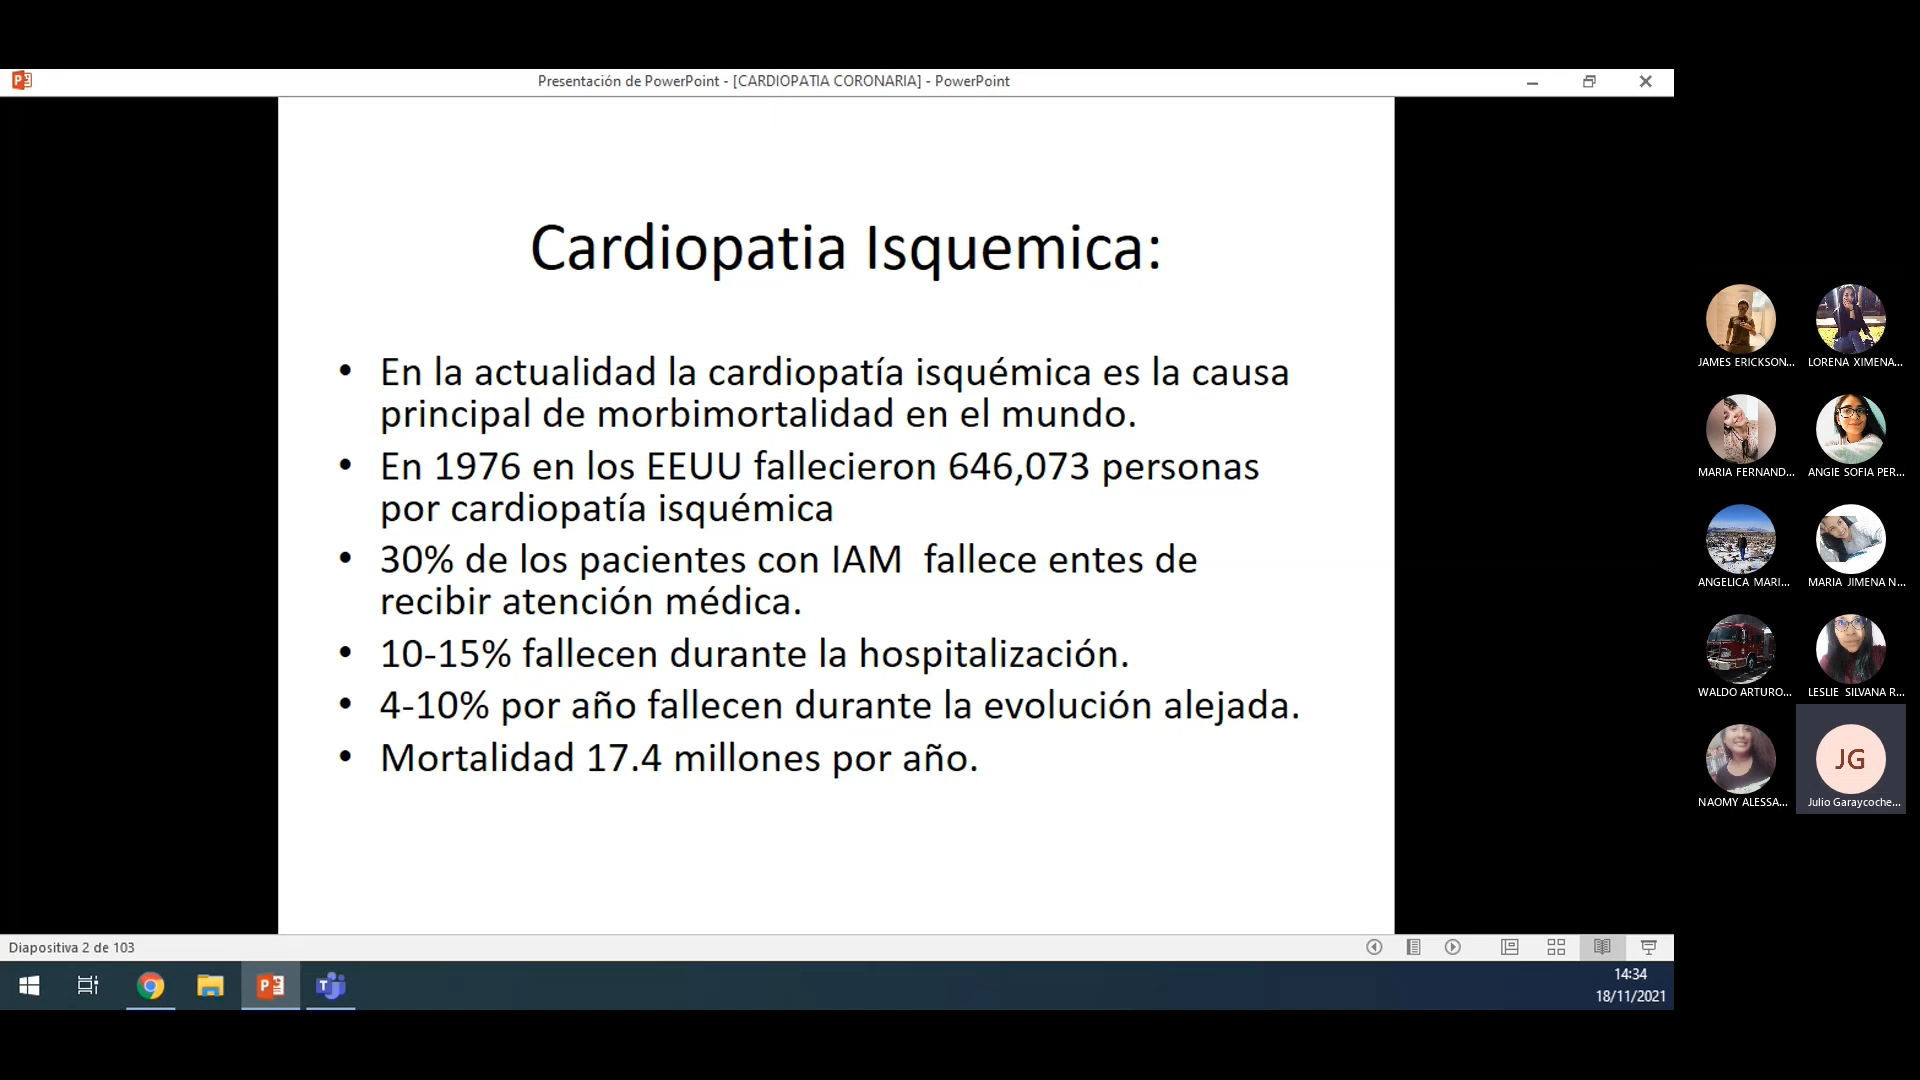 Presentación de PowerPoint - [CARDIOPATIA CORONARIA] - PowerPoint
Cardiopatia Isquemica:
• En la actualidad la cardiopatía isquémica es la causa
principal de morbimortalidad en el mundo.
• En 1976 en los EEUU fallecieron 646,073 personas
por cardiopatía isquémica
• 30% de los pacientes con IAM  fallece entes de
recibir atención médica.
• 10-15% fallecen durante la hospitalización.
• 4-10% por año fallecen durante la evolución alejada.
• Mortalidad 17.4 millones por año.
JAMES ERICKSON...
LORENA XIMENA...
MARIA FERNAND...
ANGIE SOFIA PER...
ANGELICA MARI...
MARIA JIMENA N...
WALDO ARTURO...
LESLIE SILVANA R...
NAOMY ALESSA...
JG
Julio Garaycoche...
Diapositiva 2 de 103
14:34
18/11/2021